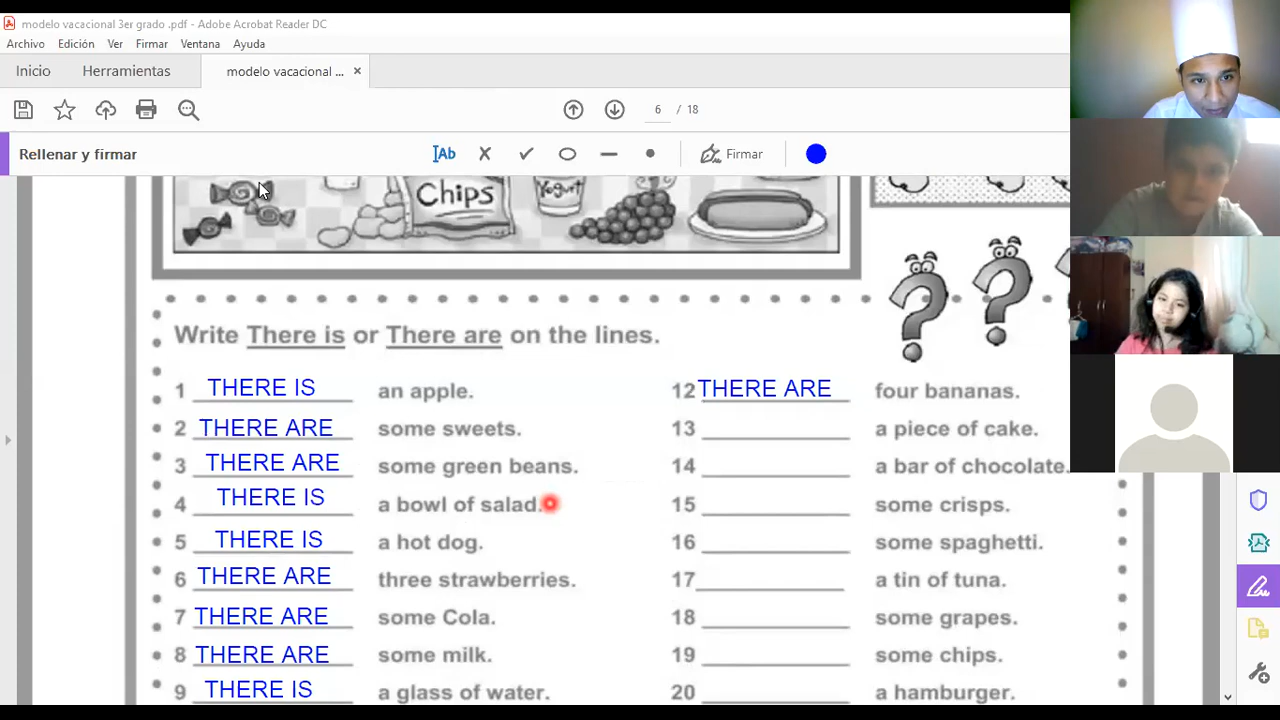 modelo vacacional 3er grado .pdf - Adobe Acrobat Reader DC
Archivo Edición Ver Firmar Ventana Ayuda
Inicio Herramientas modelo vacacional ... ×
6 / 18
Rellenar y firmar
Ab Firmar
Chips
Yogurt
Write There is or There are on the lines.
1 THERE IS an apple.
2 THERE ARE some sweets.
3 THERE ARE some green beans.
4 THERE IS a bowl of salad.
5 THERE IS a hot dog.
6 THERE ARE three strawberries.
7 THERE ARE some Cola.
8 THERE ARE some milk.
9 THERE IS a glass of water.
12 THERE ARE four bananas.
13 a piece of cake.
14 a bar of chocolate.
15 some crisps.
16 some spaghetti.
17 a tin of tuna.
18 some grapes.
19 some chips.
20 a hamburger.